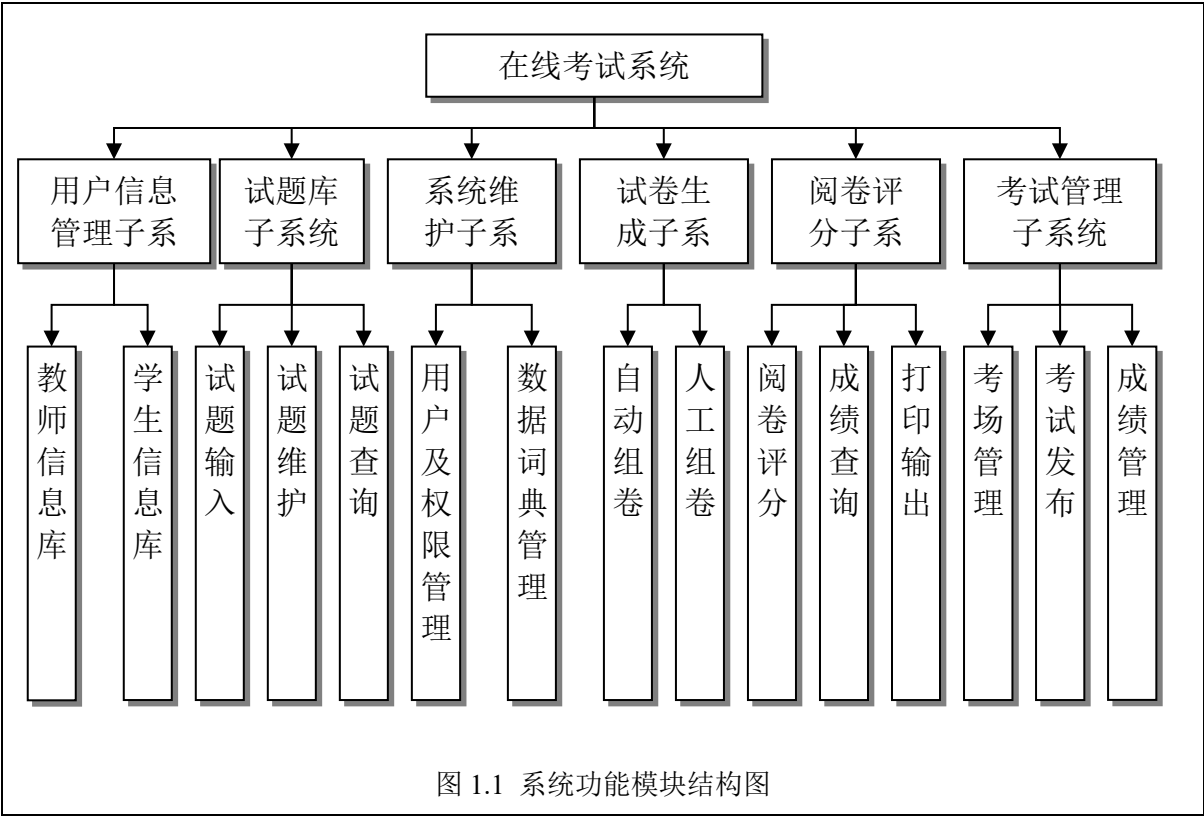 在线考试系统
用户信息
管理子系
试题库
子系统
系统维
护子系
试卷生
成子系
阅卷评
分子系
考试管理
子系统
教师信息库
学生信息库
试题输入
试题维护
试题查询
用户及权限管理
数据词典管理
自动组卷
人工组卷
阅卷评分
成绩查询
打印输出
考场管理
考试发布
成绩管理
图 1.1 系统功能模块结构图